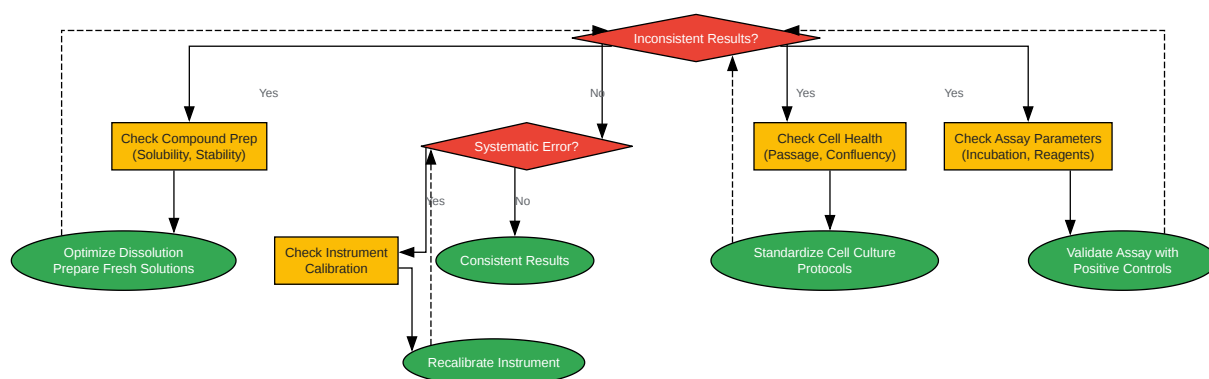 Inconsistent Results?
Yes
No
Yes
Yes
Check Compound Prep
(Solubility, Stability)
Systematic Error?
Check Cell Health
(Passage, Confluency)
Check Assay Parameters
(Incubation, Reagents)
Yes
No
Optimize Dissolution
Prepare Fresh Solutions
Check Instrument
Calibration
Consistent Results
Standardize Cell Culture
Protocols
Validate Assay with
Positive Controls
Recalibrate Instrument